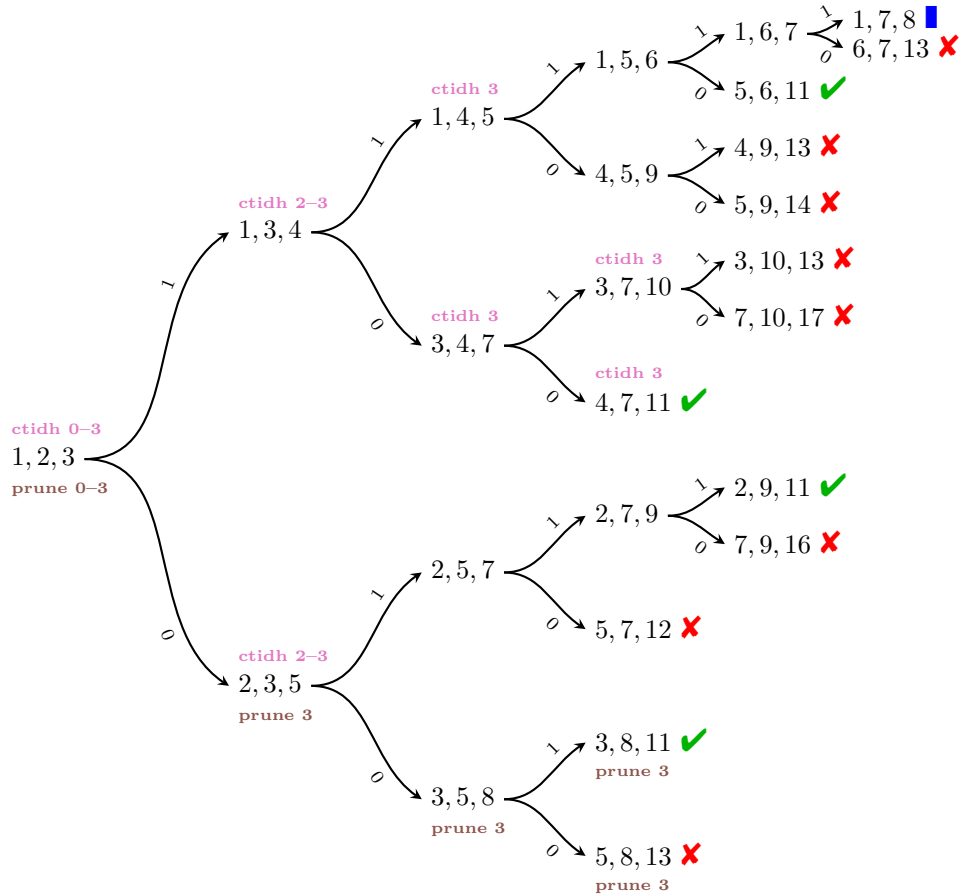 1
1, 7, 8
1
1, 6, 7
0
6, 7, 13 ✘
1
1, 5, 6
0
5, 6, 11 ✔
ctidh 3
1, 4, 5
1
4, 9, 13 ✘
1
0
4, 5, 9
0
5, 9, 14 ✘
ctidh 2–3
1, 3, 4
ctidh 3
1
3, 10, 13 ✘
3, 7, 10
1
0
1
0
7, 10, 17 ✘
ctidh 3
3, 4, 7
ctidh 3
0
4, 7, 11 ✔
ctidh 0–3
1, 2, 3
prune 0–3
1
2, 9, 11 ✔
1
2, 7, 9
0
7, 9, 16 ✘
2, 5, 7
1
0
5, 7, 12 ✘
0
ctidh 2–3
2, 3, 5
prune 3
1
3, 8, 11 ✔
prune 3
0
3, 5, 8
prune 3
0
5, 8, 13 ✘
prune 3